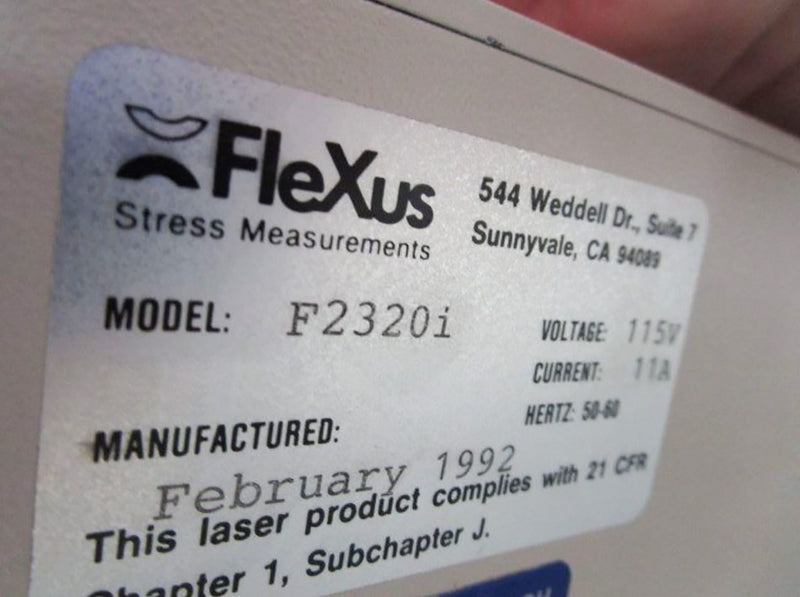 FleXus
Stress Measurements
544 Weddell Dr., Suite 7
Sunnyvale, CA 94089
MODEL: F2320i
VOLTAGE: 115V
CURRENT: 11A
HERTZ: 50-60
MANUFACTURED:
February 1992
This laser product complies with 21 CFR
Chapter 1, Subchapter J.